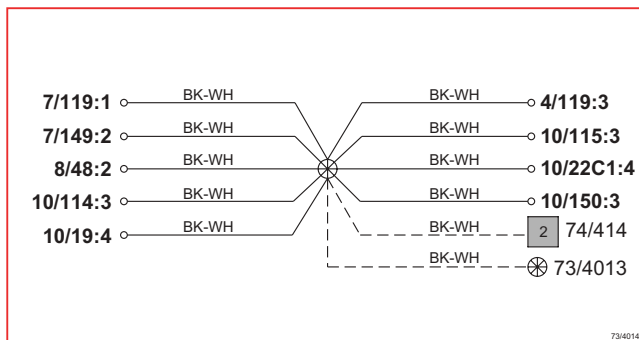 7/119:1 BK-WH BK-WH 4/119:3
7/149:2 BK-WH BK-WH 10/115:3
8/48:2 BK-WH BK-WH 10/22C1:4
10/114:3 BK-WH BK-WH 10/150:3
10/19:4 BK-WH BK-WH 2 74/414
BK-WH 73/4013
73/4014